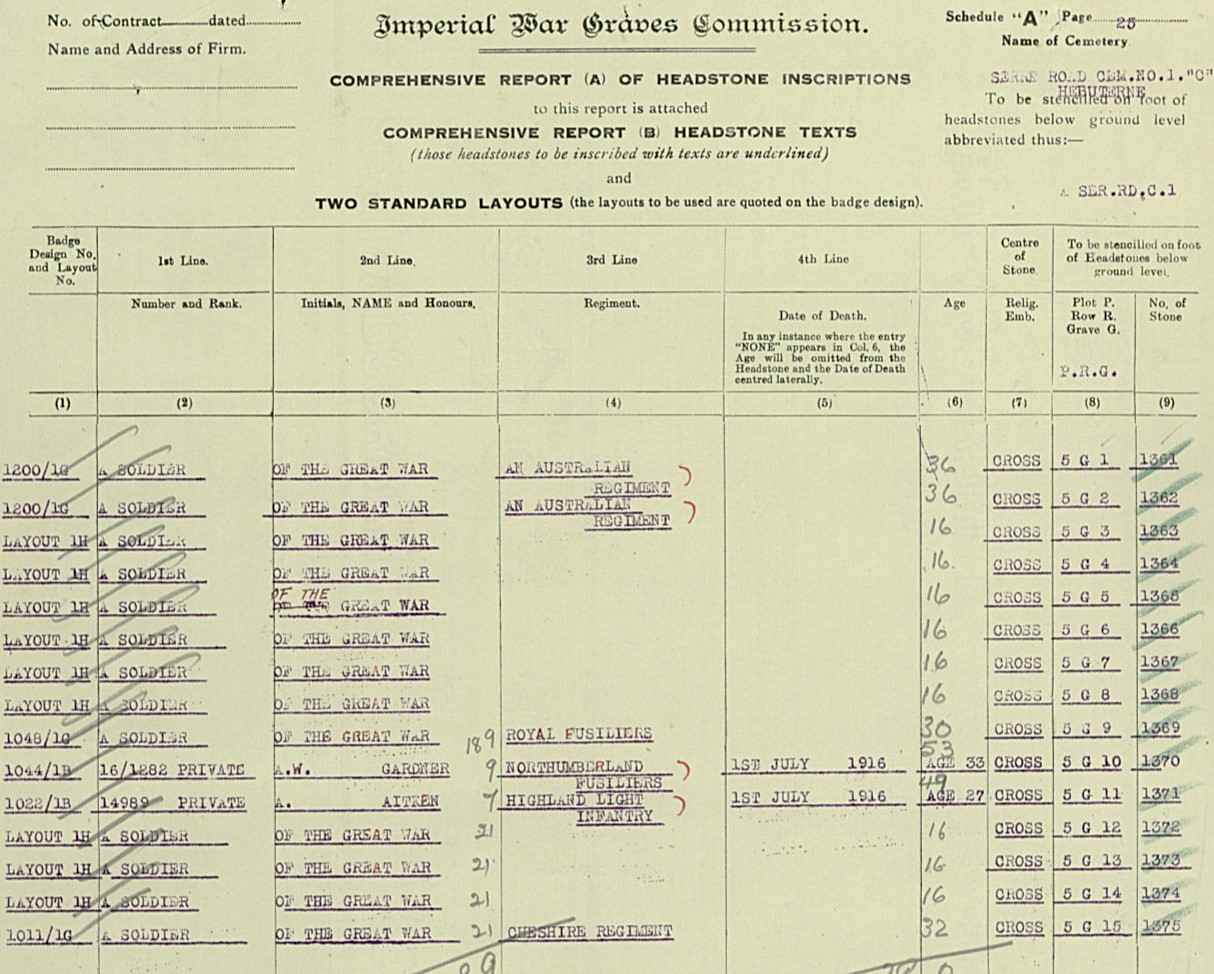 No. of Contract............dated...............
Imperial War Graves Commission.
Schedule "A" Page 25
Name and Address of Firm.
Name of Cemetery
COMPREHENSIVE REPORT (A) OF HEADSTONE INSCRIPTIONS
SERRE ROAD CEM.NO.1."C"
HEBUTERNE
to this report is attached
To be stencilled on foot of
headstones below ground level
abbreviated thus:—
COMPREHENSIVE REPORT (B) HEADSTONE TEXTS
(those headstones to be inscribed with texts are underlined)
and
A SER.RD.C.1
TWO STANDARD LAYOUTS (the layouts to be used are quoted on the badge design).
Badge Design No. and Layout No.
1st Line.
2nd Line.
3rd Line
4th Line
Centre of Stone.
To be stencilled on foot of Headstones below ground level.
Number and Rank.
Initials, NAME and Honours.
Regiment.
Date of Death.
In any instance where the entry "NONE" appears in Col. 6, the Age will be omitted from the Headstone and the Date of Death centred laterally.
Age
Relig. Emb.
Plot P. Row R. Grave G.
P.R.G.
No. of Stone
(1) (2) (3) (4) (5) (6) (7) (8) (9)
1200/1G A SOLDIER OF THE GREAT WAR AN AUSTRALIAN REGIMENT 36 CROSS 5 G 1 1361
1200/1G A SOLDIER OF THE GREAT WAR AN AUSTRALIAN REGIMENT 36 CROSS 5 G 2 1362
LAYOUT 1H A SOLDIER OF THE GREAT WAR 16 CROSS 5 G 3 1363
LAYOUT 1H A SOLDIER OF THE GREAT WAR 16. CROSS 5 G 4 1364
LAYOUT 1H A SOLDIER OF THE GREAT WAR 16 CROSS 5 G 5 1365
LAYOUT 1H A SOLDIER OF THE GREAT WAR 16 CROSS 5 G 6 1366
LAYOUT 1H A SOLDIER OF THE GREAT WAR 16 CROSS 5 G 7 1367
LAYOUT 1H A SOLDIER OF THE GREAT WAR 16 CROSS 5 G 8 1368
1048/1G A SOLDIER OF THE GREAT WAR 189 ROYAL FUSILIERS 30 CROSS 5 G 9 1369
53
1044/1B 16/1282 PRIVATE A.W. GARDNER 9 NORTHUMBERLAND FUSILIERS 1ST JULY 1916 AGE 33 CROSS 5 G 10 1370
49
1022/1B 14989 PRIVATE A. AITKEN 7 HIGHLAND LIGHT INFANTRY 1ST JULY 1916 AGE 27 CROSS 5 G 11 1371
LAYOUT 1H A SOLDIER OF THE GREAT WAR 21 16 CROSS 5 G 12 1372
LAYOUT 1H A SOLDIER OF THE GREAT WAR 21 16 CROSS 5 G 13 1373
LAYOUT 1H A SOLDIER OF THE GREAT WAR 21 16 CROSS 5 G 14 1374
1011/1G A SOLDIER OF THE GREAT WAR 21 CHESHIRE REGIMENT 32 CROSS 5 G 15 1375